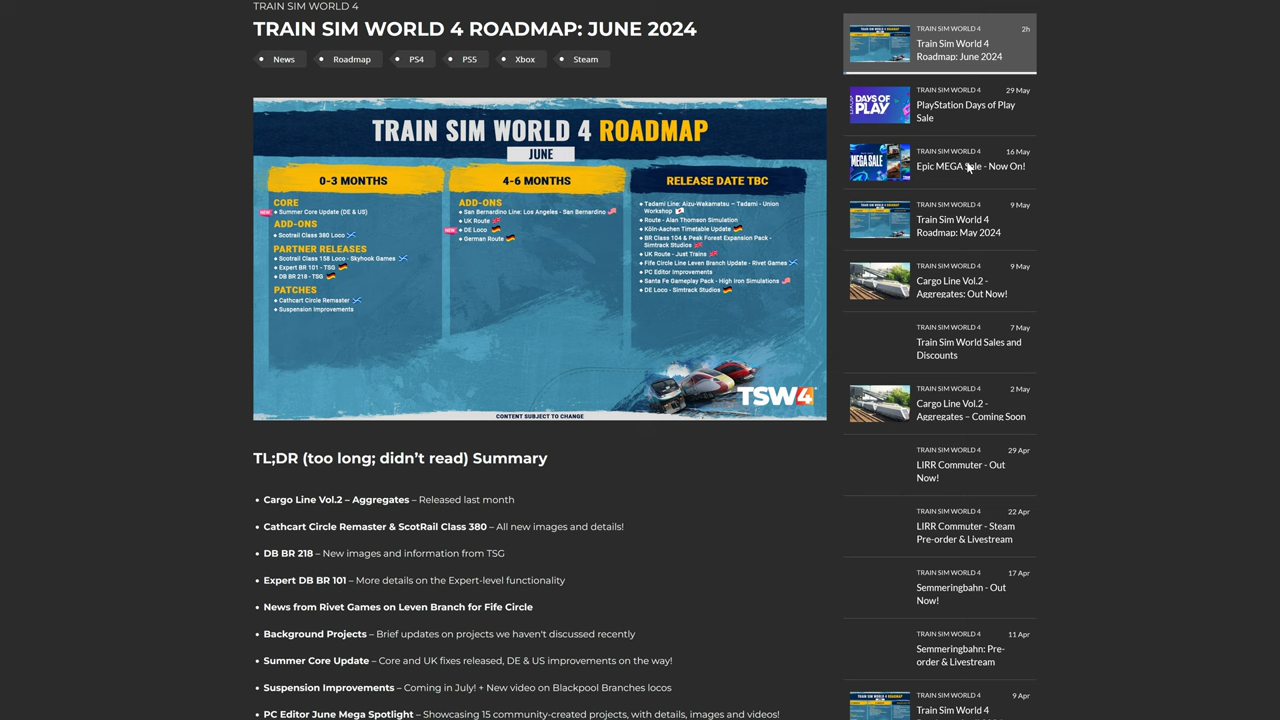 TRAIN SIM WORLD 4
TRAIN SIM WORLD 4 ROADMAP: JUNE 2024
News
Roadmap
PS4
PS5
Xbox
Steam
TRAIN SIM WORLD 4 ROADMAP
JUNE
0-3 MONTHS
CORE
NEW
Summer Core Update (DE & US)
ADD-ONS
Scotrail Class 380 Loco
PARTNER RELEASES
Scotrail Class 158 Loco - Skyhook Games
Expert BR 101 - TSG
DB BR 218 - TSG
PATCHES
Cathcart Circle Remaster
Suspension Improvements
4-6 MONTHS
ADD-ONS
San Bernardino Line: Los Angeles - San Bernardino
UK Route
NEW
DE Loco
German Route
RELEASE DATE TBC
Tadami Line: Aizu-Wakamatsu – Tadami - Union
Workshop
Route - Alan Thomson Simulation
Köln-Aachen Timetable Update
BR Class 104 & Peak Forest Expansion Pack -
Simtrack Studios
UK Route - Just Trains
Fife Circle Line Leven Branch Update - Rivet Games
PC Editor Improvements
Santa Fe Gameplay Pack - High Iron Simulations
DE Loco - Simtrack Studios
TSW4
CONTENT SUBJECT TO CHANGE
TL;DR (too long; didn’t read) Summary
• Cargo Line Vol.2 – Aggregates – Released last month
• Cathcart Circle Remaster & ScotRail Class 380 – All new images and details!
• DB BR 218 – New images and information from TSG
• Expert DB BR 101 – More details on the Expert-level functionality
• News from Rivet Games on Leven Branch for Fife Circle
• Background Projects – Brief updates on projects we haven't discussed recently
• Summer Core Update – Core and UK fixes released, DE & US improvements on the way!
• Suspension Improvements – Coming in July! + New video on Blackpool Branches locos
• PC Editor June Mega Spotlight – Showcasing 15 community-created projects, with details, images and videos!
TRAIN SIM WORLD 4 2h
Train Sim World 4
Roadmap: June 2024
DAYS OF
PLAY
TRAIN SIM WORLD 4 29 May
PlayStation Days of Play
Sale
MEGA SALE
TRAIN SIM WORLD 4 16 May
Epic MEGA Sale - Now On!
TRAIN SIM WORLD 4 9 May
Train Sim World 4
Roadmap: May 2024
TRAIN SIM WORLD 4 9 May
Cargo Line Vol.2 -
Aggregates: Out Now!
TRAIN SIM WORLD 4 7 May
Train Sim World Sales and
Discounts
TRAIN SIM WORLD 4 2 May
Cargo Line Vol.2 -
Aggregates – Coming Soon
TRAIN SIM WORLD 4 29 Apr
LIRR Commuter - Out
Now!
TRAIN SIM WORLD 4 22 Apr
LIRR Commuter - Steam
Pre-order & Livestream
TRAIN SIM WORLD 4 17 Apr
Semmeringbahn - Out
Now!
TRAIN SIM WORLD 4 11 Apr
Semmeringbahn: Pre-
order & Livestream
TRAIN SIM WORLD 4 9 Apr
Train Sim World 4